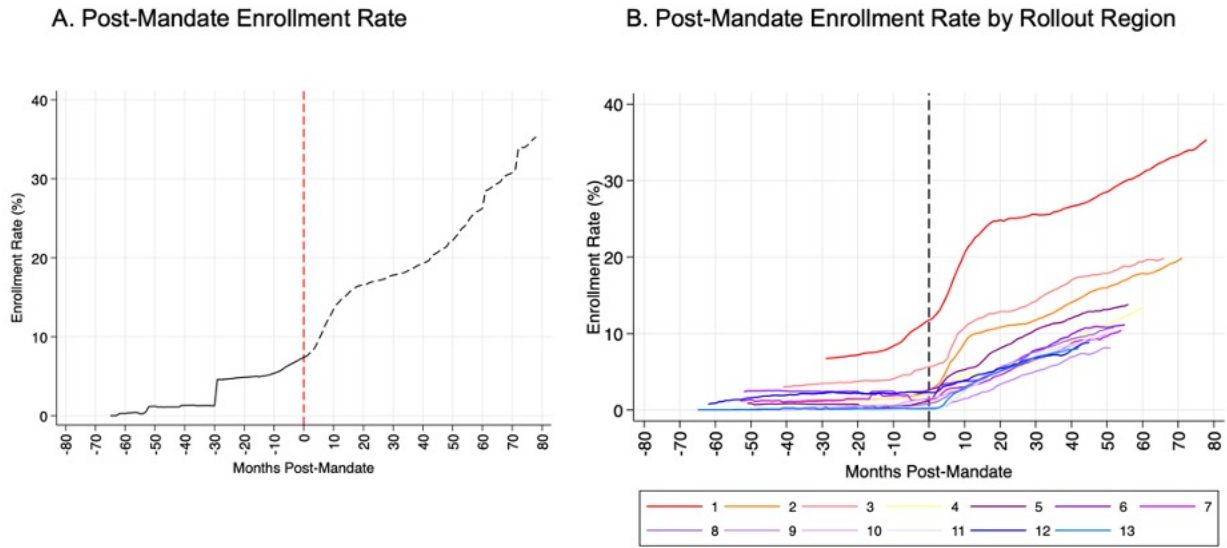 A. Post-Mandate Enrollment Rate
Enrollment Rate (%)
40
30
20
10
0
-80 -70 -60 -50 -40 -30 -20 -10 0 10 20 30 40 50 60 70 80
Months Post-Mandate
B. Post-Mandate Enrollment Rate by Rollout Region
Enrollment Rate (%)
40
30
20
10
0
-80 -70 -60 -50 -40 -30 -20 -10 0 10 20 30 40 50 60 70 80
Months Post-Mandate
1 2 3 4 5 6 7
8 9 10 11 12 13